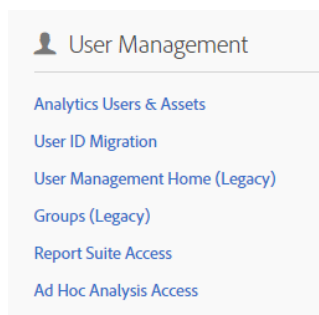 User Management
Analytics Users & Assets
User ID Migration
User Management Home (Legacy)
Groups (Legacy)
Report Suite Access
Ad Hoc Analysis Access